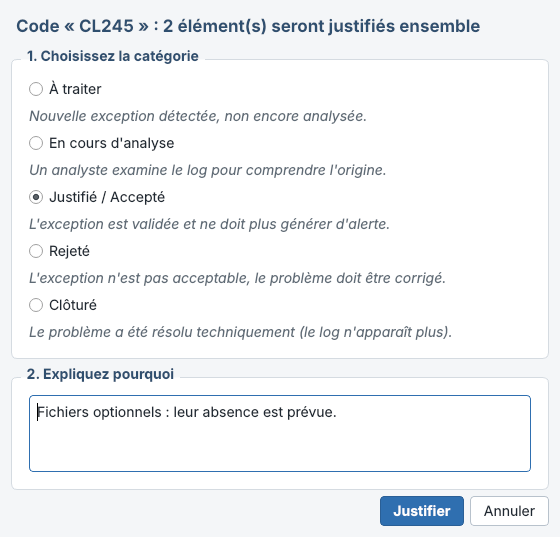 Code « CL245 » : 2 élément(s) seront justifiés ensemble
1. Choisissez la catégorie
À traiter
Nouvelle exception détectée, non encore analysée.
En cours d'analyse
Un analyste examine le log pour comprendre l'origine.
Justifié / Accepté
L'exception est validée et ne doit plus générer d'alerte.
Rejeté
L'exception n'est pas acceptable, le problème doit être corrigé.
Clôturé
Le problème a été résolu techniquement (le log n'apparaît plus).
2. Expliquez pourquoi
Fichiers optionnels : leur absence est prévue.
Justifier
Annuler